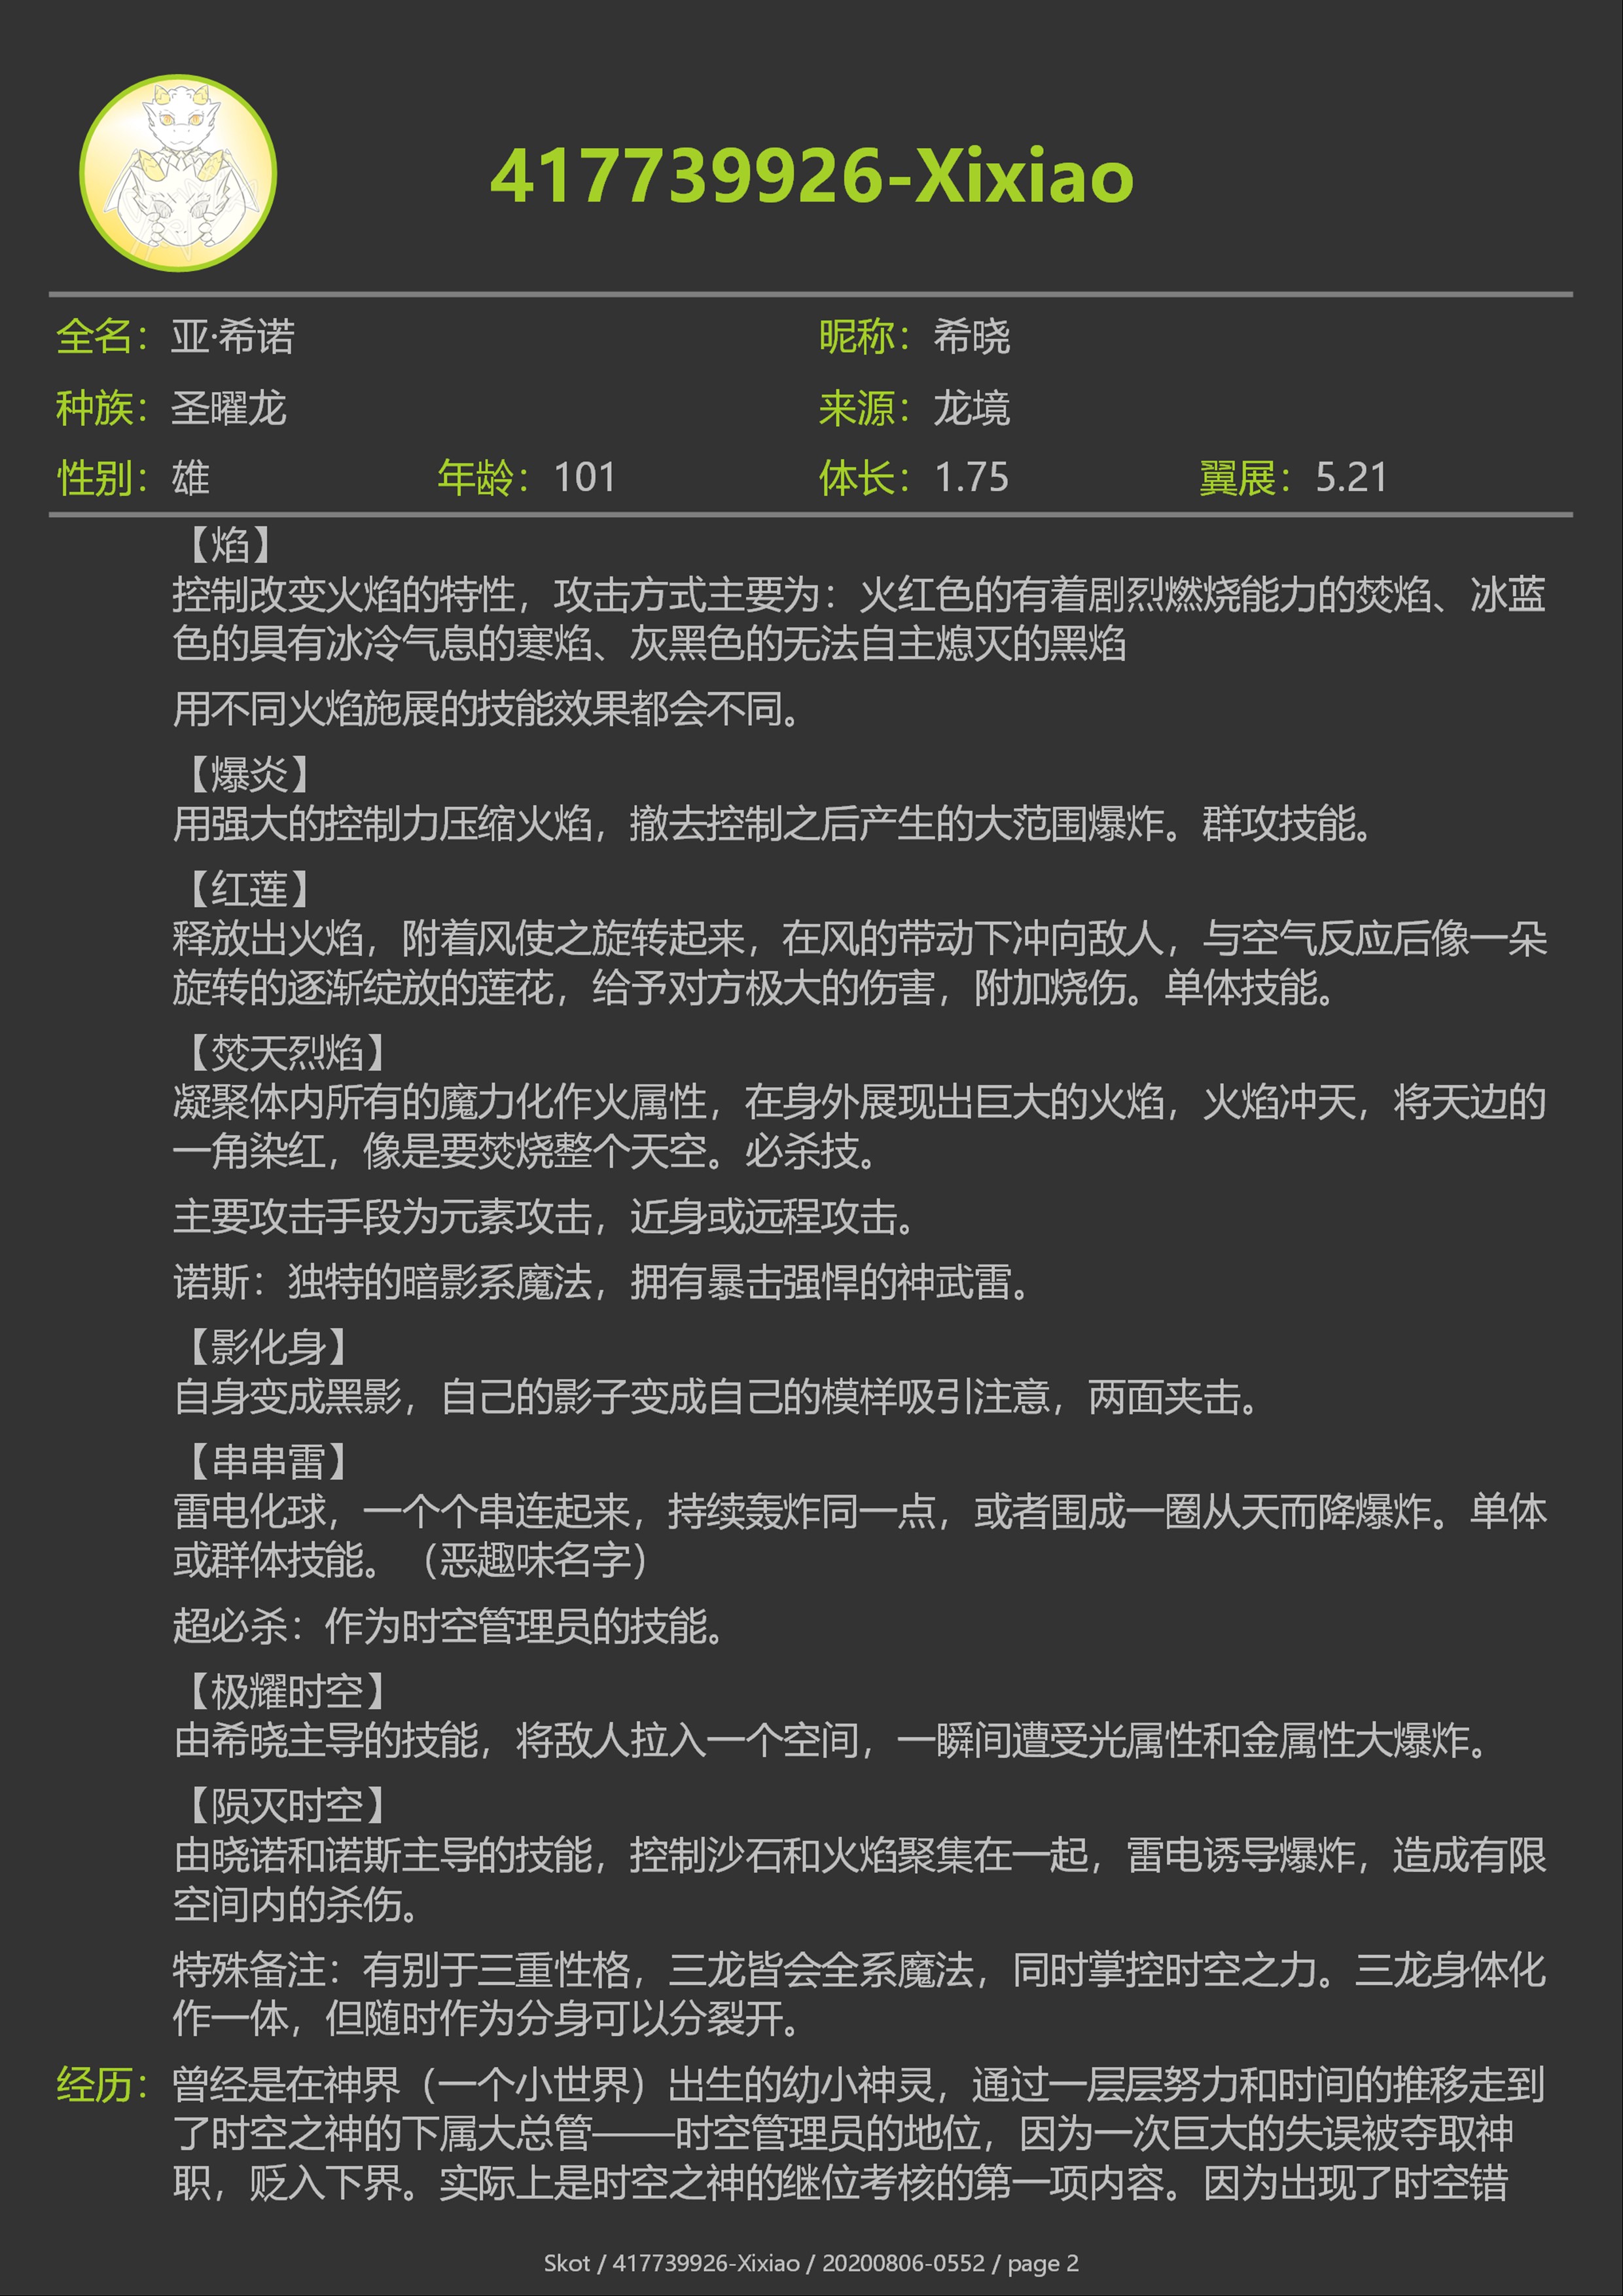 417739926-Xixiao
全名：亚·希诺 昵称：希晓
种族：圣曜龙 来源：龙境
性别：雄 年龄：101 体长：1.75 翼展：5.21
【焰】
控制改变火焰的特性，攻击方式主要为：火红色的有着剧烈燃烧能力的焚焰、冰蓝
色的具有冰冷气息的寒焰、灰黑色的无法自主熄灭的黑焰
用不同火焰施展的技能效果都会不同。
【爆炎】
用强大的控制力压缩火焰，撤去控制之后产生的大范围爆炸。群攻技能。
【红莲】
释放出火焰，附着风使之旋转起来，在风的带动下冲向敌人，与空气反应后像一朵
旋转的逐渐绽放的莲花，给予对方极大的伤害，附加烧伤。单体技能。
【焚天烈焰】
凝聚体内所有的魔力化作火属性，在身外展现出巨大的火焰，火焰冲天，将天边的
一角染红，像是要焚烧整个天空。必杀技。
主要攻击手段为元素攻击，近身或远程攻击。
诺斯：独特的暗影系魔法，拥有暴击强悍的神武雷。
【影化身】
自身变成黑影，自己的影子变成自己的模样吸引注意，两面夹击。
【串串雷】
雷电化球，一个个串连起来，持续轰炸同一点，或者围成一圈从天而降爆炸。单体
或群体技能。（恶趣味名字）
超必杀：作为时空管理员的技能。
【极耀时空】
由希晓主导的技能，将敌人拉入一个空间，一瞬间遭受光属性和金属性大爆炸。
【陨灭时空】
由晓诺和诺斯主导的技能，控制沙石和火焰聚集在一起，雷电诱导爆炸，造成有限
空间内的杀伤。
特殊备注：有别于三重性格，三龙皆会全系魔法，同时掌控时空之力。三龙身体化
作一体，但随时作为分身可以分裂开。
经历：曾经是在神界（一个小世界）出生的幼小神灵，通过一层层努力和时间的推移走到
了时空之神的下属大总管——时空管理员的地位，因为一次巨大的失误被夺取神
职，贬入下界。实际上是时空之神的继位考核的第一项内容。因为出现了时空错
Skot / 417739926-Xixiao / 20200806-0552 / page 2